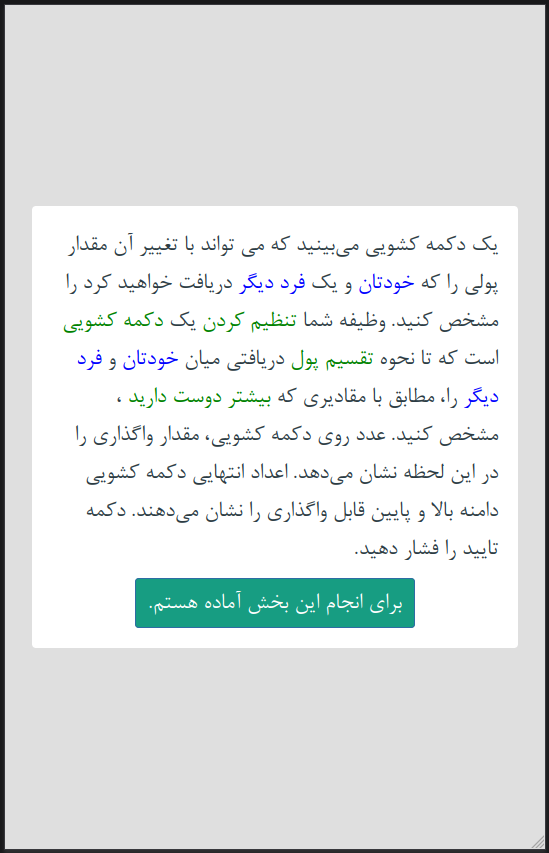 یک دکمه کشویی می‌بینید که می تواند با تغییر آن مقدار
پولی را که خودتان و یک فرد دیگر دریافت خواهید کرد را
مشخص کنید. وظیفه شما تنظیم کردن یک دکمه کشویی
است که تا نحوه تقسیم پول دریافتی میان خودتان و فرد
دیگر را، مطابق با مقادیری که بیشتر دوست دارید ،
مشخص کنید. عدد روی دکمه کشویی، مقدار واگذاری را
در این لحظه نشان می‌دهد. اعداد انتهایی دکمه کشویی
دامنه بالا و پایین قابل واگذاری را نشان می‌دهند. دکمه
تایید را فشار دهید.
برای انجام این بخش آماده هستم.